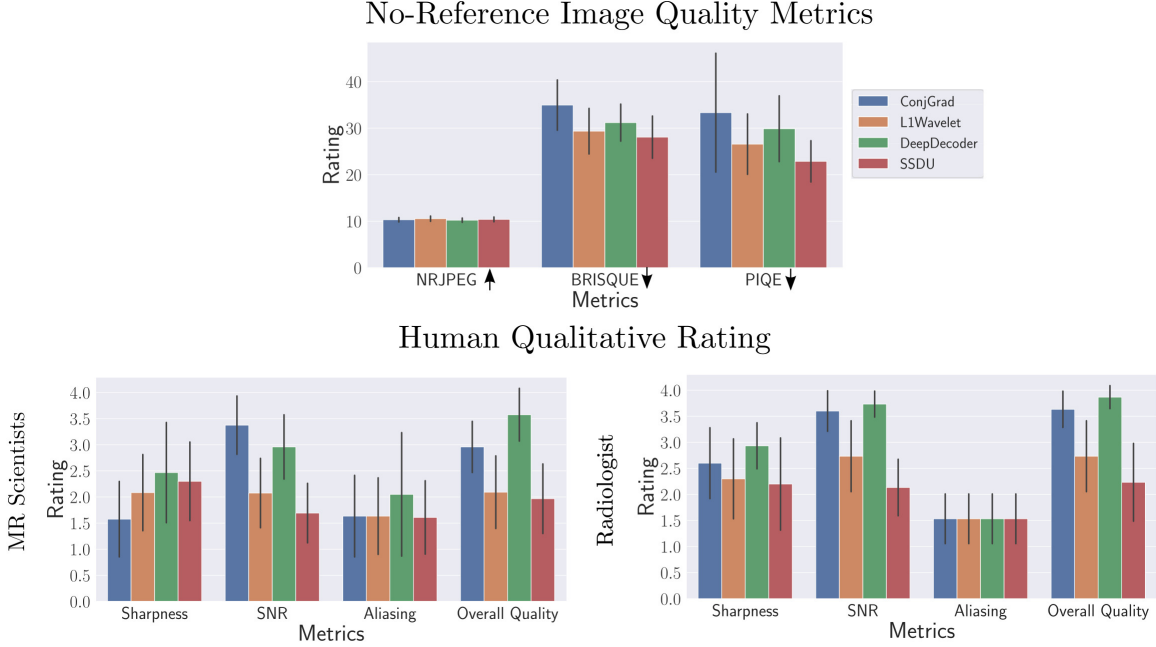 No-Reference Image Quality Metrics
Rating
40
30
20
10
0
NRJPEG
BRISQUE
PIQE
Metrics
ConjGrad
L1Wavelet
DeepDecoder
SSDU
Human Qualitative Rating
MR Scientists
Rating
4.0
3.5
3.0
2.5
2.0
1.5
1.0
0.5
0.0
Sharpness
SNR
Aliasing
Overall Quality
Metrics
Radiologist
Rating
4.0
3.5
3.0
2.5
2.0
1.5
1.0
0.5
0.0
Sharpness
SNR
Aliasing
Overall Quality
Metrics